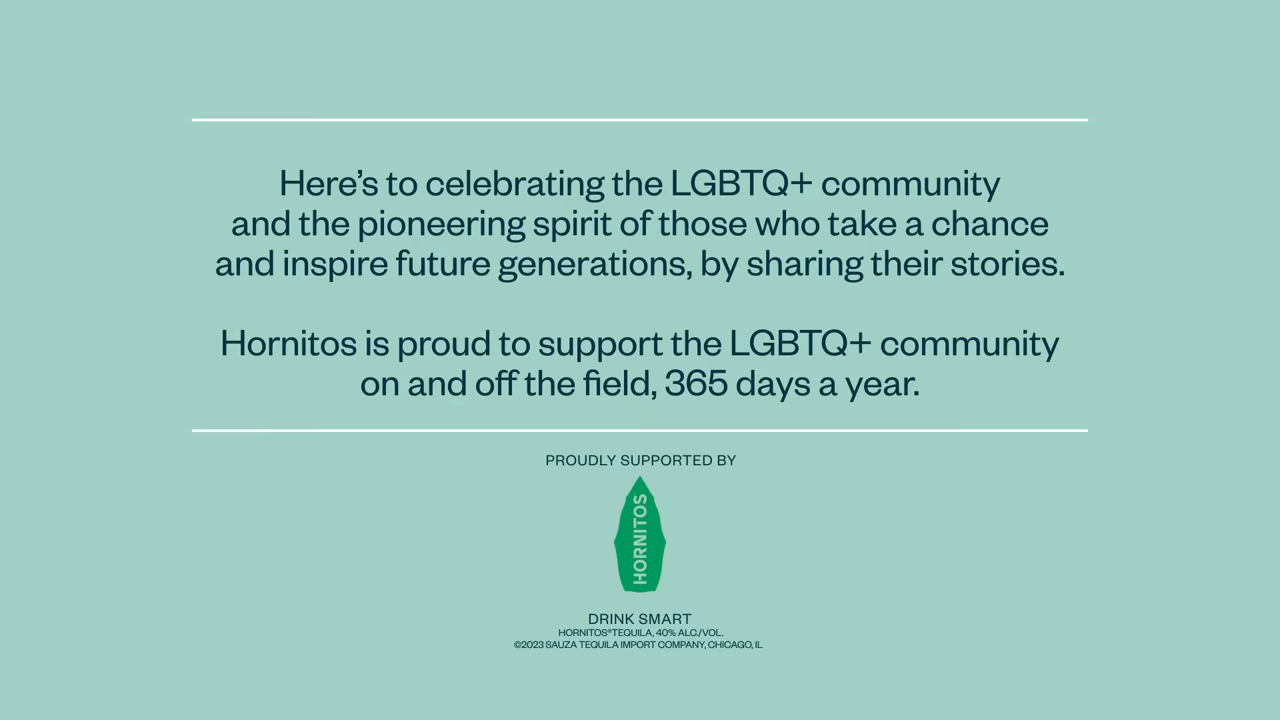 Here’s to celebrating the LGBTQ+ community
and the pioneering spirit of those who take a chance
and inspire future generations, by sharing their stories.
Hornitos is proud to support the LGBTQ+ community
on and off the field, 365 days a year.
PROUDLY SUPPORTED BY
HORNITOS
DRINK SMART
HORNITOS® TEQUILA, 40% ALC./VOL.
©2023 SAUZA TEQUILA IMPORT COMPANY, CHICAGO, IL